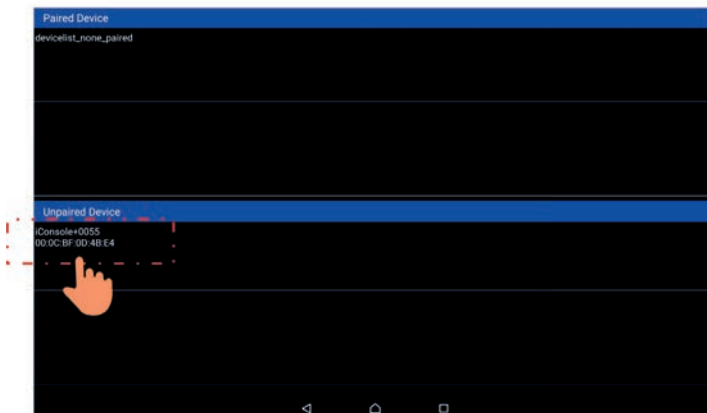 Paired Device
devicelist_none_paired
Unpaired Device
iConsole+0055
00:0C:BF:0D:4B:E4